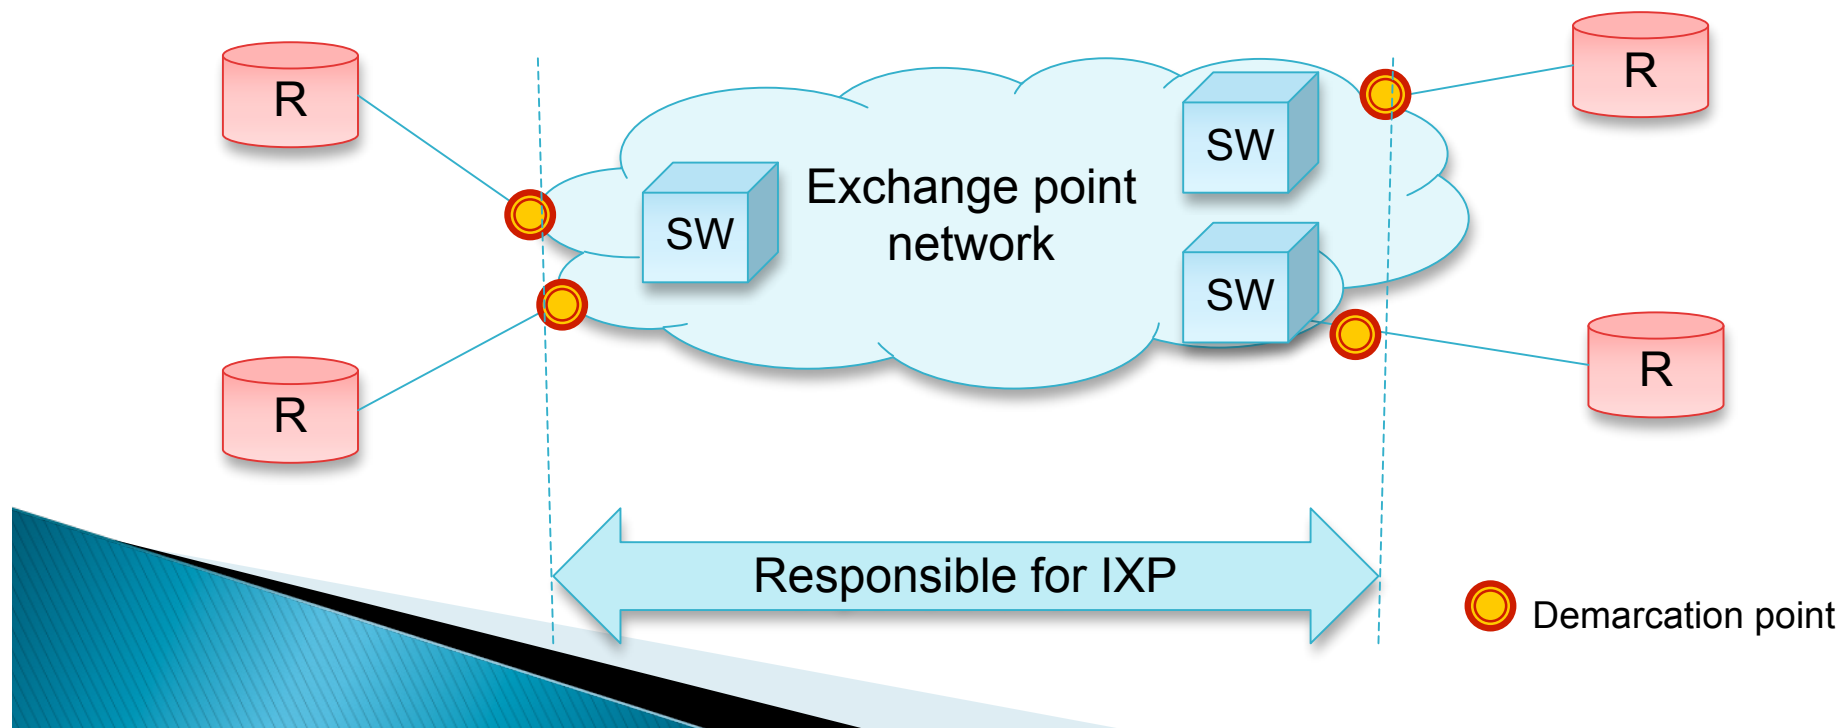 R
R
SW
Exchange point
network
SW
SW
R
R
Responsible for IXP
Demarcation point